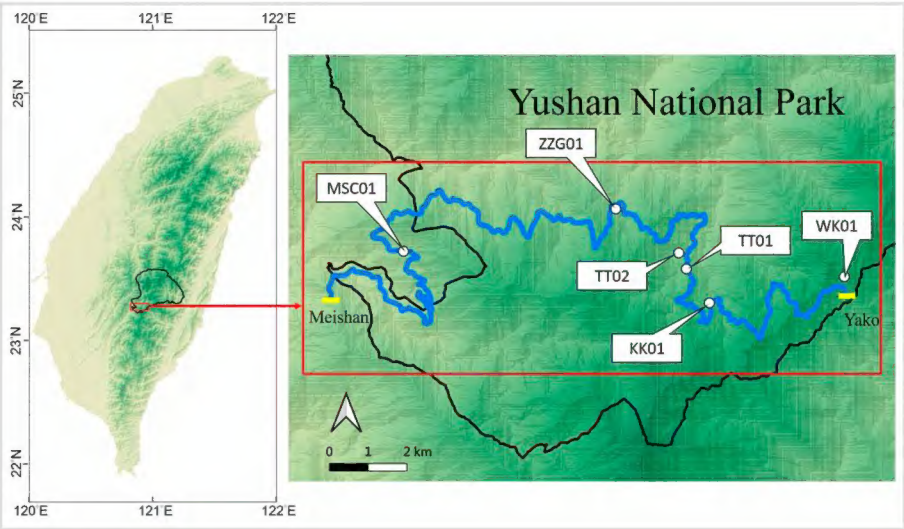 120°E
121°E
122°E
25°N
24°N
23°N
22°N
120°E
121°E
122°E
Yushan National Park
ZZG01
MSC01
WK01
TT01
TT02
Meishan
Yako
KK01
0 1 2 km